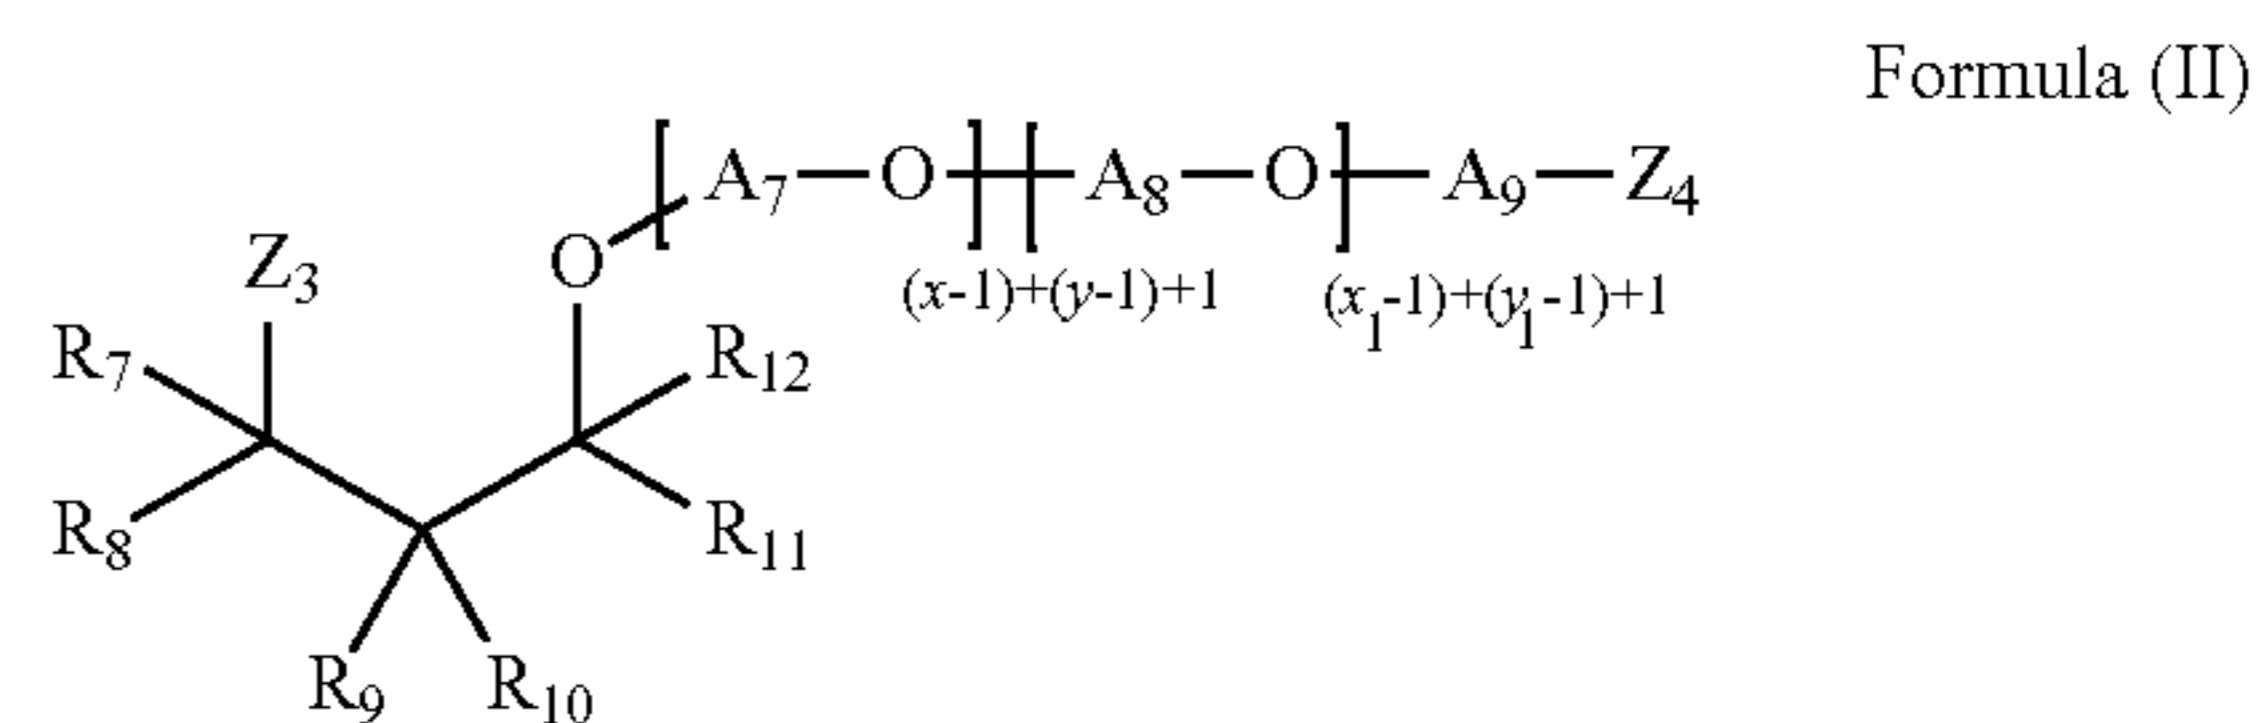 Formula (II)
[A7—O] [A8—O] A9—Z4
Z3 O (x-1)+(y-1)+1 (x1-1)+(y1-1)+1
R7 R12
R8 R11
R9 R10